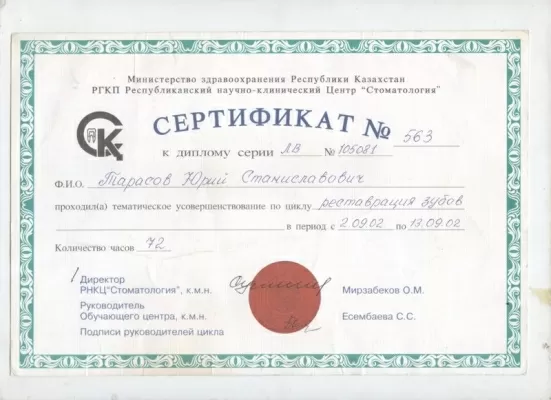 Министерство здравоохранения Республики Казахстан
РГКП Республиканский научно-клинический Центр "Стоматология"
СЕРТИФИКАТ № 563
к диплому серии ЛВ № 105081
Ф.И.О. Тарасов Юрий Станиславович
проходил(а) тематическое усовершенствование по циклу реставрация зубов
в период с 2.09.02 по 13.09.02
Количество часов 72
Директор
РНКЦ"Стоматология", к.м.н. Мирзабеков О.М.
Руководитель
Обучающего центра, к.м.н. Есембаева С.С.
Подписи руководителей цикла